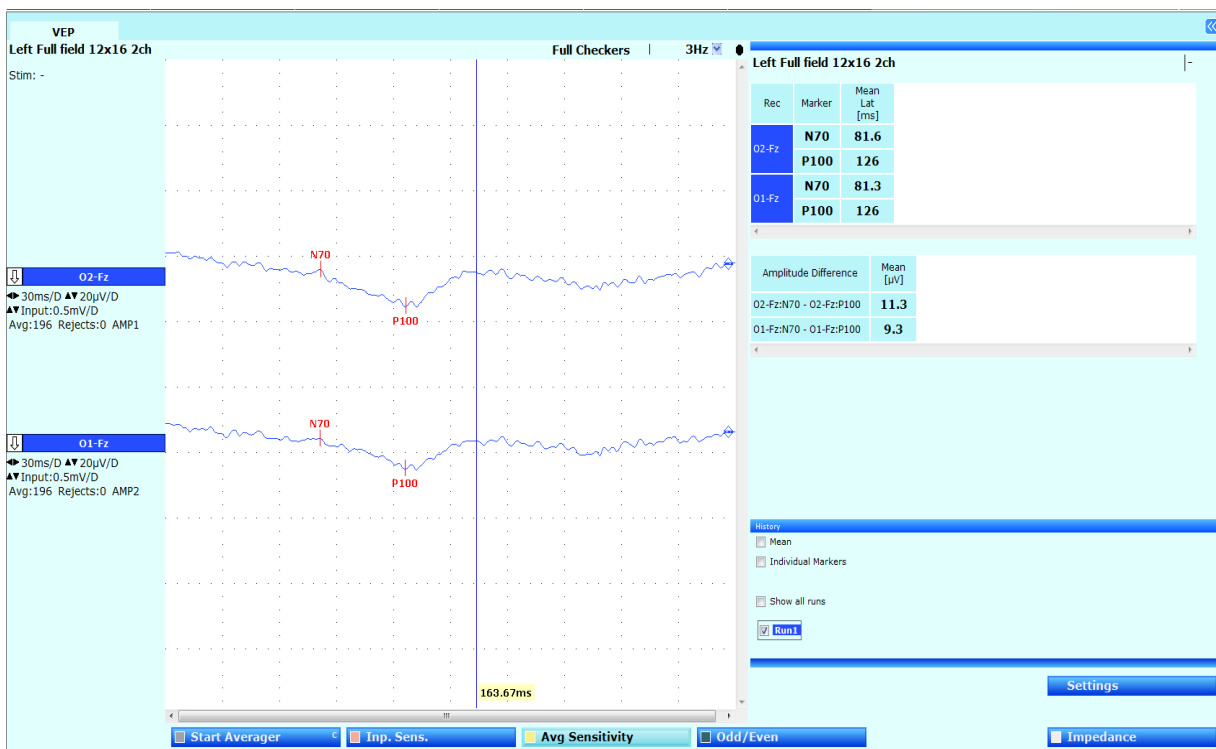 VEP
Left Full field 12x16 2ch
Full Checkers | 3Hz
Stim: -
N70
P100
O2-Fz
30ms/D 20µV/D
Input:0.5mV/D
Avg:196 Rejects:0 AMP1
N70
P100
O1-Fz
30ms/D 20µV/D
Input:0.5mV/D
Avg:196 Rejects:0 AMP2
163.67ms
Left Full field 12x16 2ch
Rec Marker Mean Lat [ms]
O2-Fz N70 81.6
P100 126
O1-Fz N70 81.3
P100 126
Amplitude Difference Mean [µV]
O2-Fz:N70 - O2-Fz:P100 11.3
O1-Fz:N70 - O1-Fz:P100 9.3
History
Mean
Individual Markers
Show all runs
Run1
Settings
Start Averager C
Inp. Sens.
Avg Sensitivity
Odd/Even
Impedance